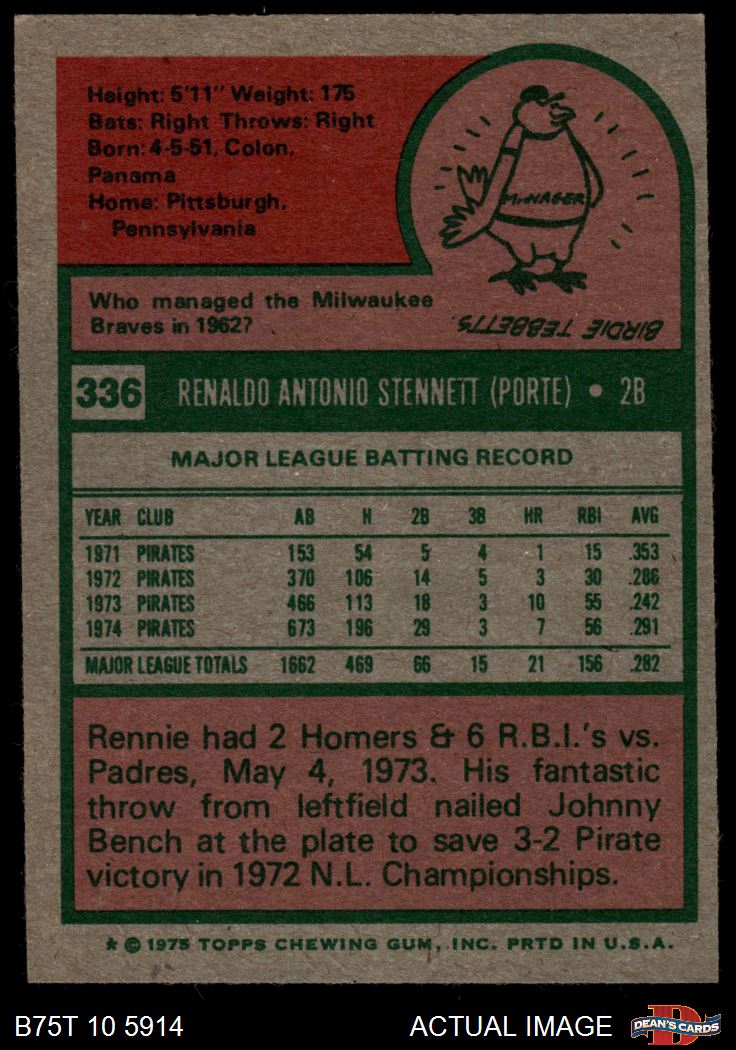 Height: 5'11" Weight: 175
Bats: Right Throws: Right
Born: 4-5-51, Colon,
Panama
Home: Pittsburgh,
Pennsylvania
MANAGER
Who managed the Milwaukee
Braves in 1962?
BIRDIE TEBBETTS.
336 RENALDO ANTONIO STENNETT (PORTE) • 2B
MAJOR LEAGUE BATTING RECORD
YEAR CLUB AB H 2B 3B HR RBI AVG
1971 PIRATES 153 54 5 4 1 15 .353
1972 PIRATES 370 106 14 5 3 30 .286
1973 PIRATES 466 113 18 3 10 55 .242
1974 PIRATES 673 196 29 3 7 56 .291
MAJOR LEAGUE TOTALS 1662 469 66 15 21 156 .282
Rennie had 2 Homers & 6 R.B.I.'s vs.
Padres, May 4, 1973. His fantastic
throw from leftfield nailed Johnny
Bench at the plate to save 3-2 Pirate
victory in 1972 N.L. Championships.
* © 1975 TOPPS CHEWING GUM, INC. PRTD IN U.S.A.
B75T 10 5914 ACTUAL IMAGE DEAN'S CARDS